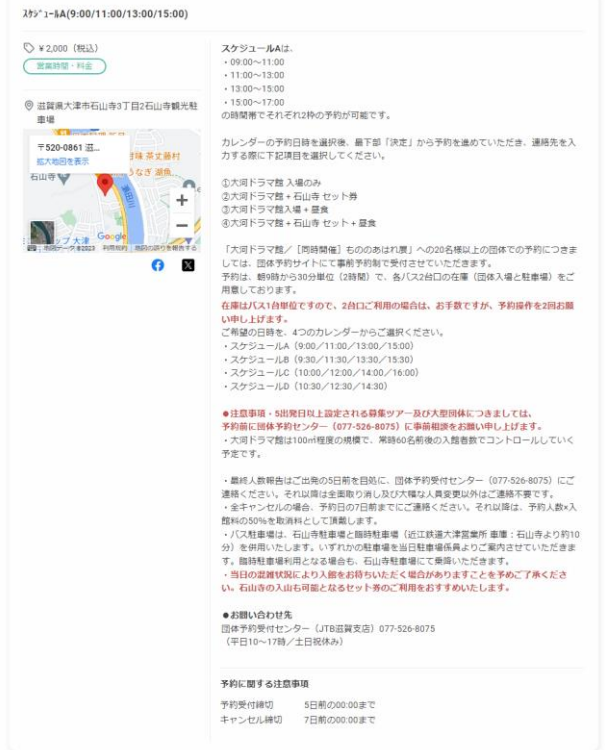 ｽｹｼﾞｭｰﾙA(9:00/11:00/13:00/15:00)
¥2,000（税込）
営業時間・料金
滋賀県大津市石山寺3丁目2石山寺観光駐
車場
〒520-0861 滋...
拡大地図を表示
石山寺
味 茶丈藤村
うなぎ 湖魚
瀬田川
Google
地図データ ©2023 利用規約 地図の誤りを報告する
スケジュールAは、
・09:00～11:00
・11:00～13:00
・13:00～15:00
・15:00～17:00
の時間帯でそれぞれ2枠の予約が可能です。
カレンダーの予約日時を選択後、最下部「決定」から予約を進めていただき、連絡先を入
力する際に下記項目を選択してください。
①大河ドラマ館 入場のみ
②大河ドラマ館 + 石山寺 セット券
③大河ドラマ館入場 + 昼食
④大河ドラマ館 + 石山寺 セット + 昼食
「大河ドラマ館／【同時開催】もののあはれ展」への20名様以上の団体での予約につきま
しては、団体予約サイトにて事前予約制で受付させていただきます。
予約は、朝9時から30分単位（2時間）で、各バス2台口の在庫（団体入場と駐車場）をご
用意しております。
在庫はバス1台単位ですので、2台口ご利用の場合は、お手数ですが、予約操作を2回お願
い申し上げます。
ご希望の日時を、4つのカレンダーからご選択ください。
・スケジュールA（9:00／11:00／13:00／15:00）
・スケジュールB（9:30／11:30／13:30／15:30）
・スケジュールC（10:00／12:00／14:00／16:00）
・スケジュールD（10:30／12:30／14:30）
●注意事項・5出発日以上設定される募集ツアー及び大型団体につきましては、
予約前に団体予約センター（077-526-8075）に事前相談をお願い申し上げます。
・大河ドラマ館は100㎡程度の規模で、常時60名前後の入館者数でコントロールしていく
予定です。
・最終人数報告はご出発の5日前を目処に、団体予約受付センター（077-526-8075）にご
連絡ください。それ以降は全面取り消し及び大幅な人員変更以外はご連絡不要です。
・全キャンセルの場合、予約日の7日前までにご連絡ください。それ以降は、予約人数×入
館料の50%を取消料として頂戴します。
・バス駐車場は、石山寺駐車場と臨時駐車場（近江鉄道大津営業所 車庫：石山寺より約10
分）を併用いたします。いずれかの駐車場を当日駐車場係員よりご案内させていただきま
す。臨時駐車場利用となる場合も、石山寺駐車場にて乗降いただきます。
・当日の混雑状況により入館をお待ちいただく場合がありますことを予めご了承くださ
い。石山寺の入山も可能となるセット券のご利用をおすすめいたします。
●お問い合わせ先
団体予約受付センター（JTB滋賀支店）077-526-8075
（平日10～17時／土日祝休み）
予約に関する注意事項
予約受付締切 5日前の00:00まで
キャンセル締切 7日前の00:00まで